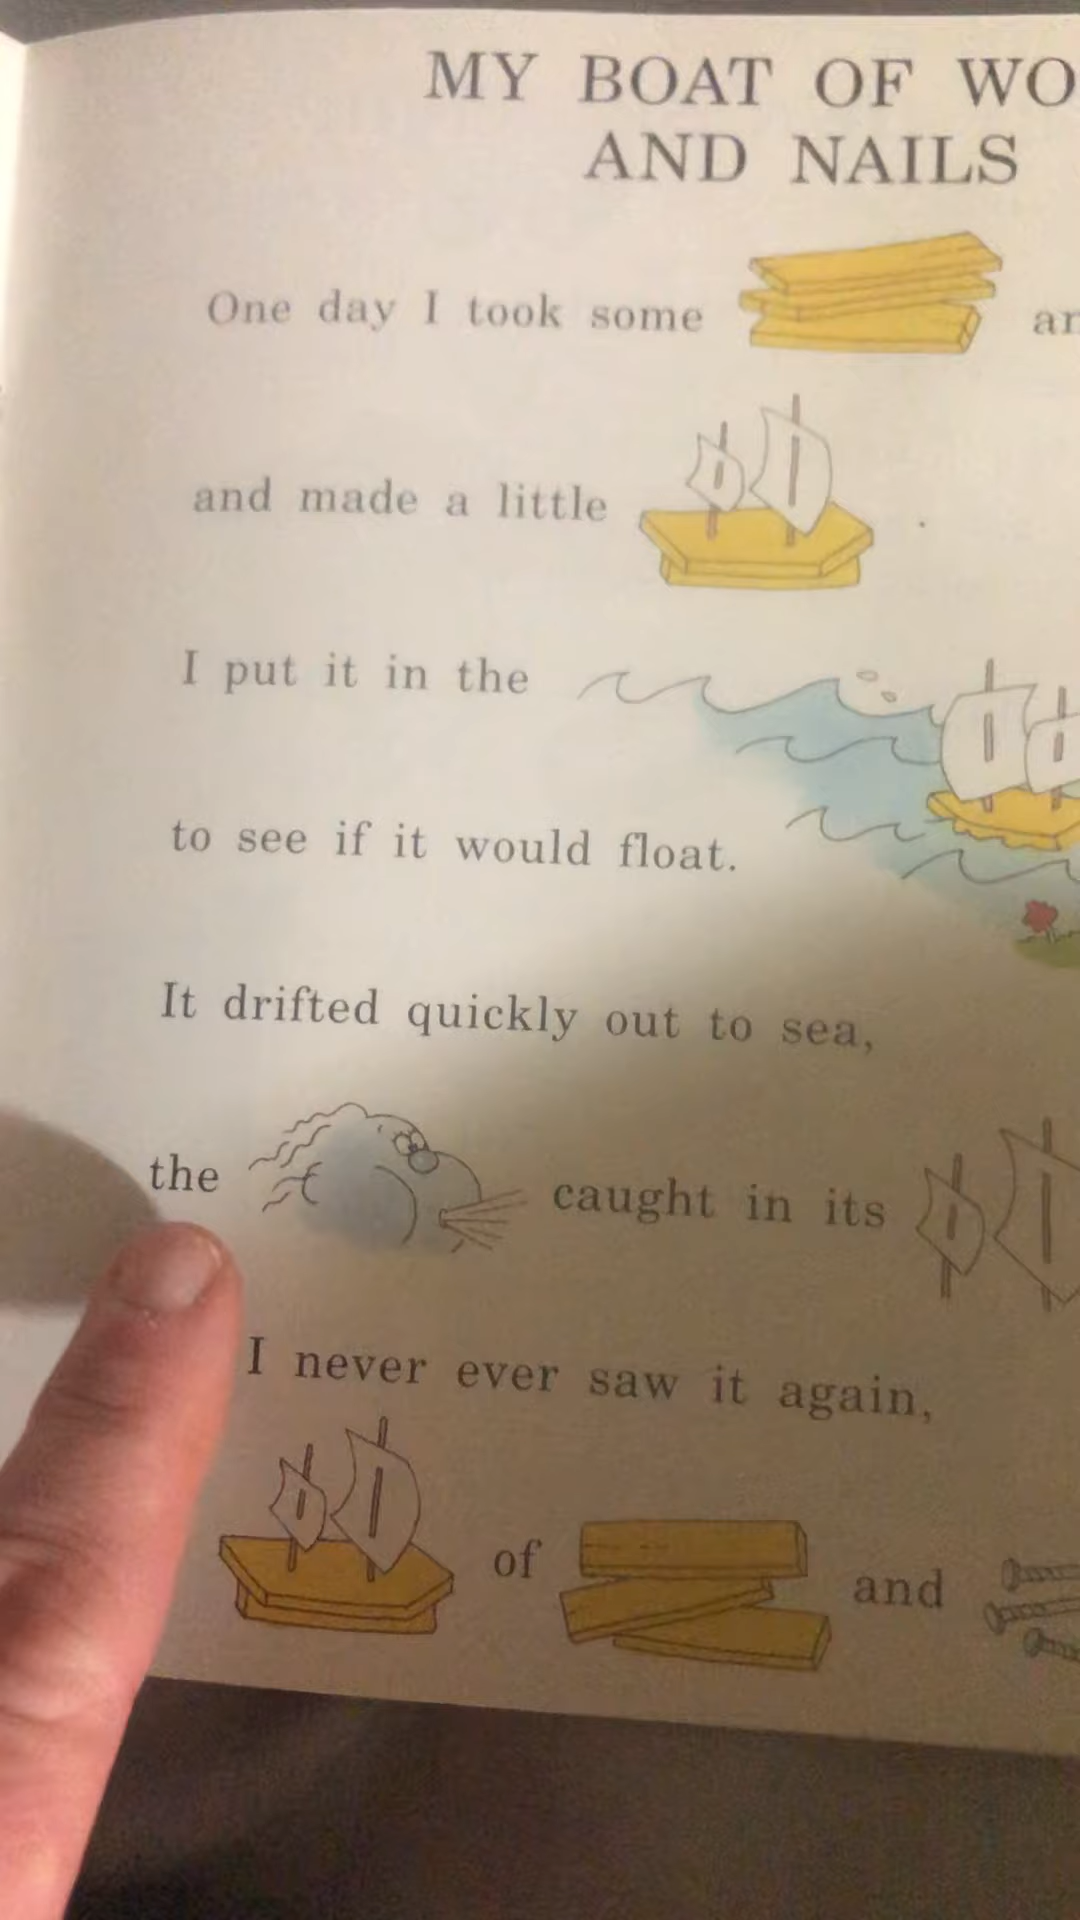 MY BOAT OF WO
AND NAILS
One day I took some ar
and made a little .
I put it in the
to see if it would float.
It drifted quickly out to sea,
the caught in its
I never ever saw it again,
of and